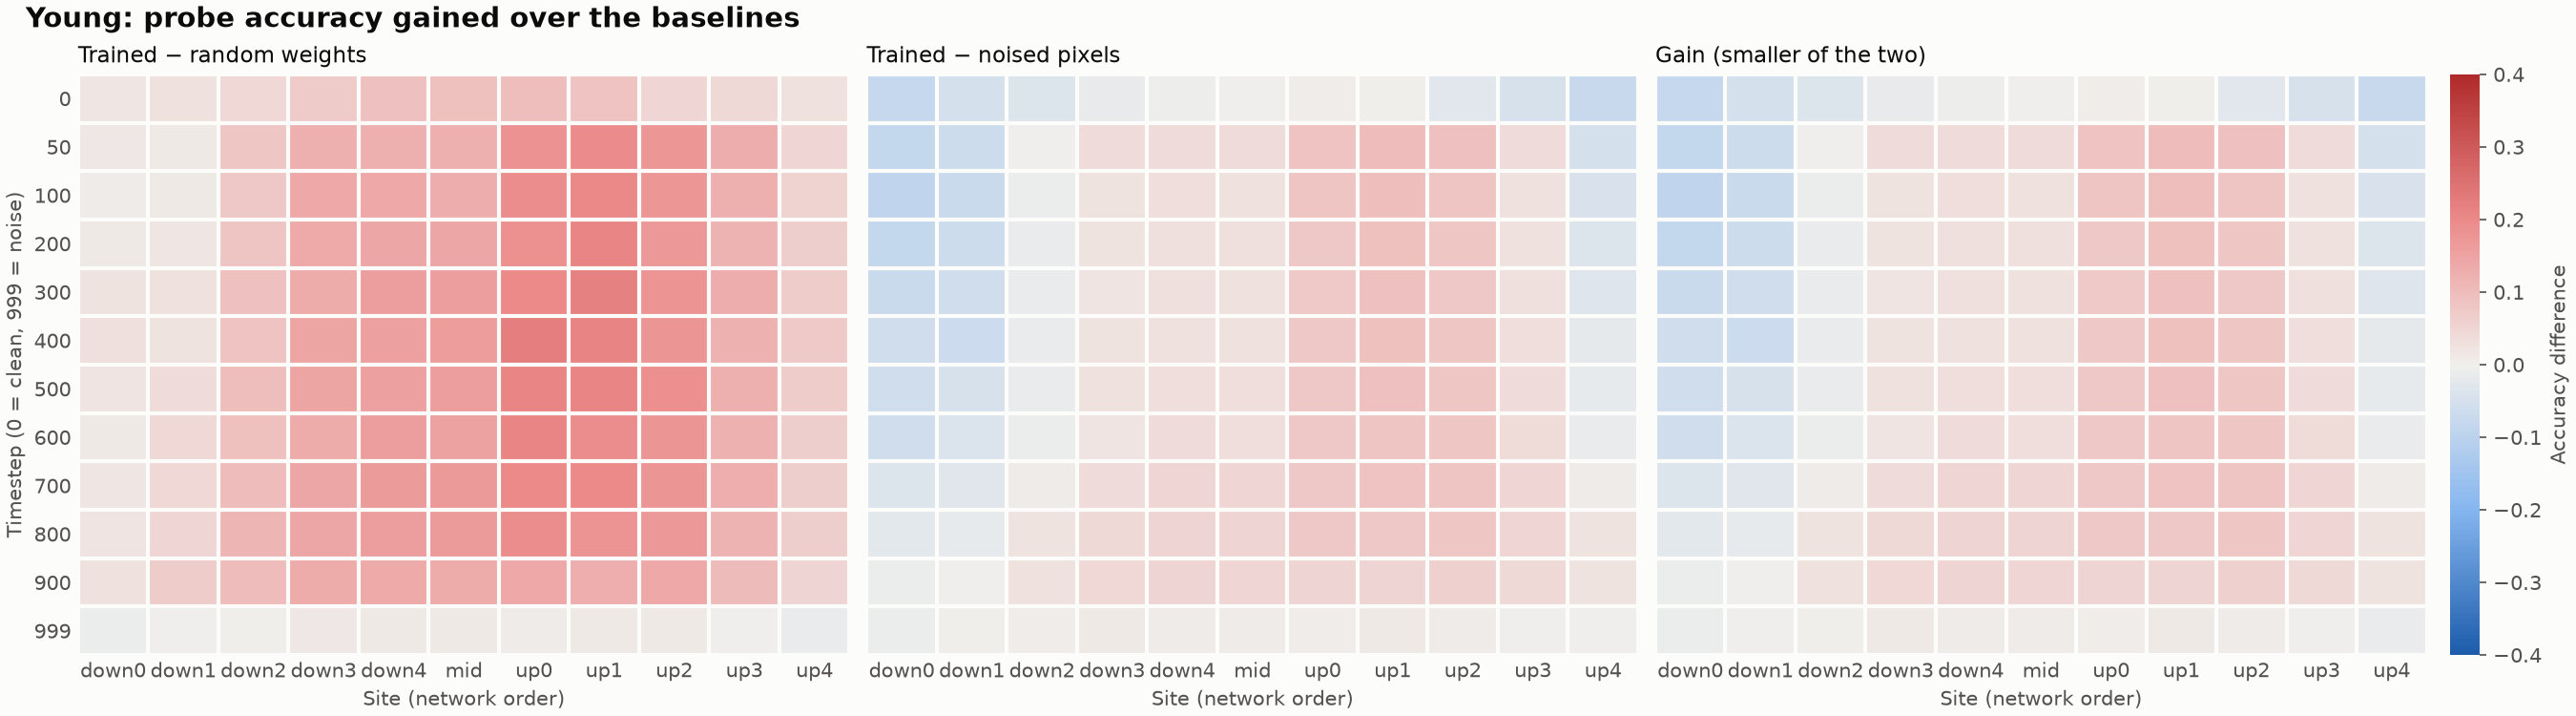 Young: probe accuracy gained over the baselines
Trained − random weights
Trained − noised pixels
Gain (smaller of the two)
Timestep (0 = clean, 999 = noise)
0
50
100
200
300
400
500
600
700
800
900
999
down0 down1 down2 down3 down4 mid up0 up1 up2 up3 up4
Site (network order)
down0 down1 down2 down3 down4 mid up0 up1 up2 up3 up4
Site (network order)
down0 down1 down2 down3 down4 mid up0 up1 up2 up3 up4
Site (network order)
0.4
0.3
0.2
0.1
0.0
−0.1
−0.2
−0.3
−0.4
Accuracy difference